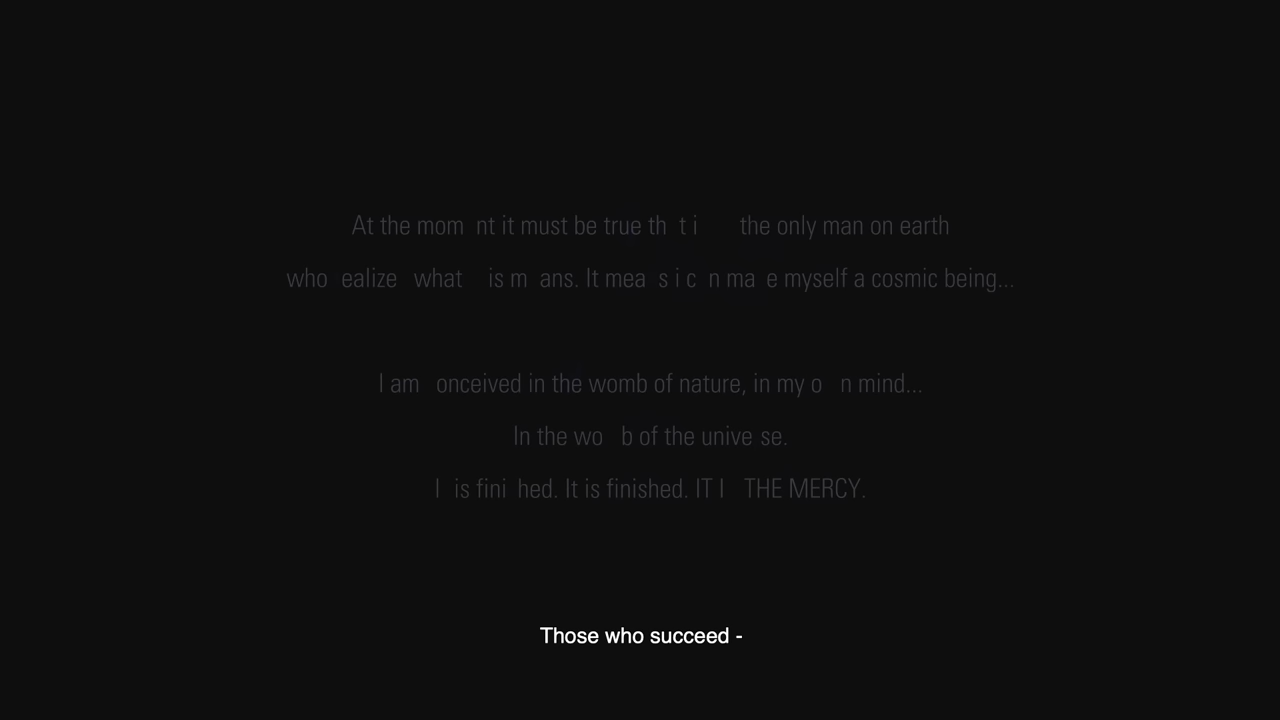 At the mom nt it must be true th t i the only man on earth
who ealize what is m ans. It mea s i c n ma e myself a cosmic being...
I am onceived in the womb of nature, in my o n mind...
In the wo b of the unive se.
I is fini hed. It is finished. IT I THE MERCY.
Those who succeed -